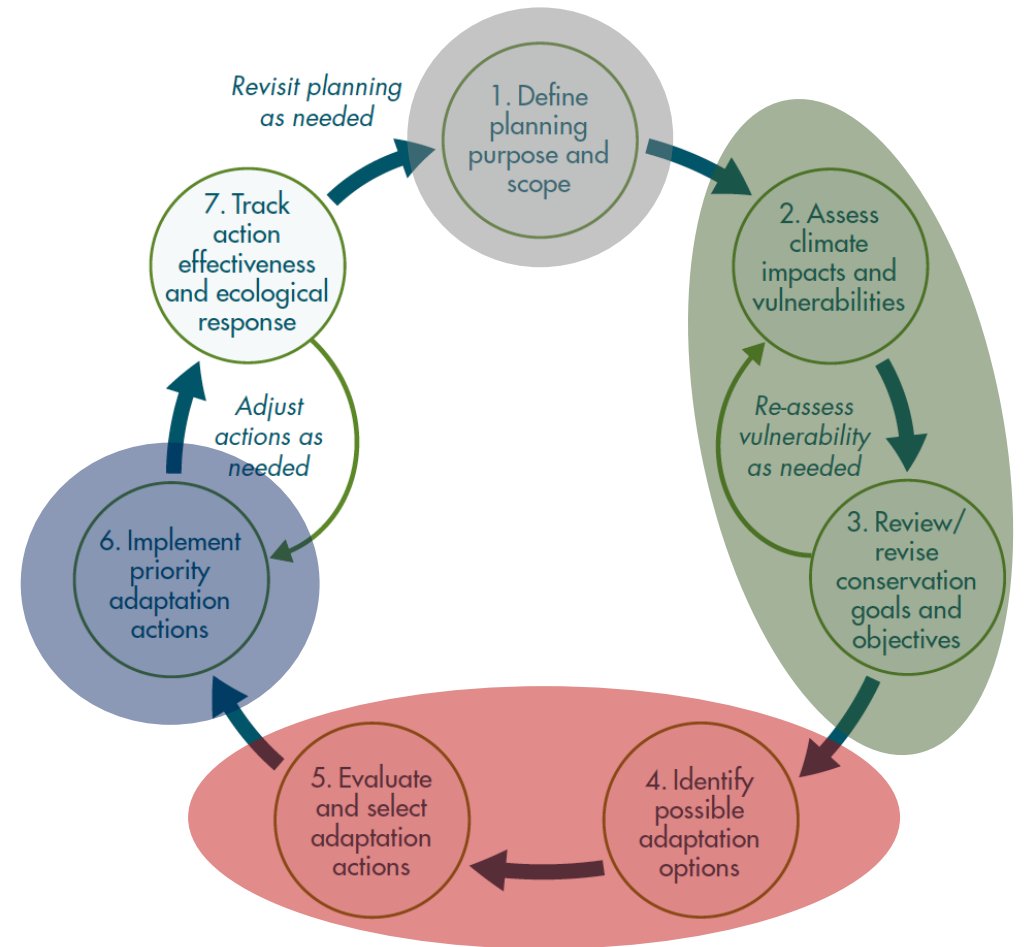 Revisit planning
as needed
1. Define
planning
purpose and
scope
2. Assess
climate
impacts and
vulnerabilities
Re-assess
vulnerability
as needed
3. Review/
revise
conservation
goals and
objectives
4. Identify
possible
adaptation
options
5. Evaluate
and select
adaptation
actions
6. Implement
priority
adaptation
actions
7. Track
action
effectiveness
and ecological
response
Adjust
actions as
needed